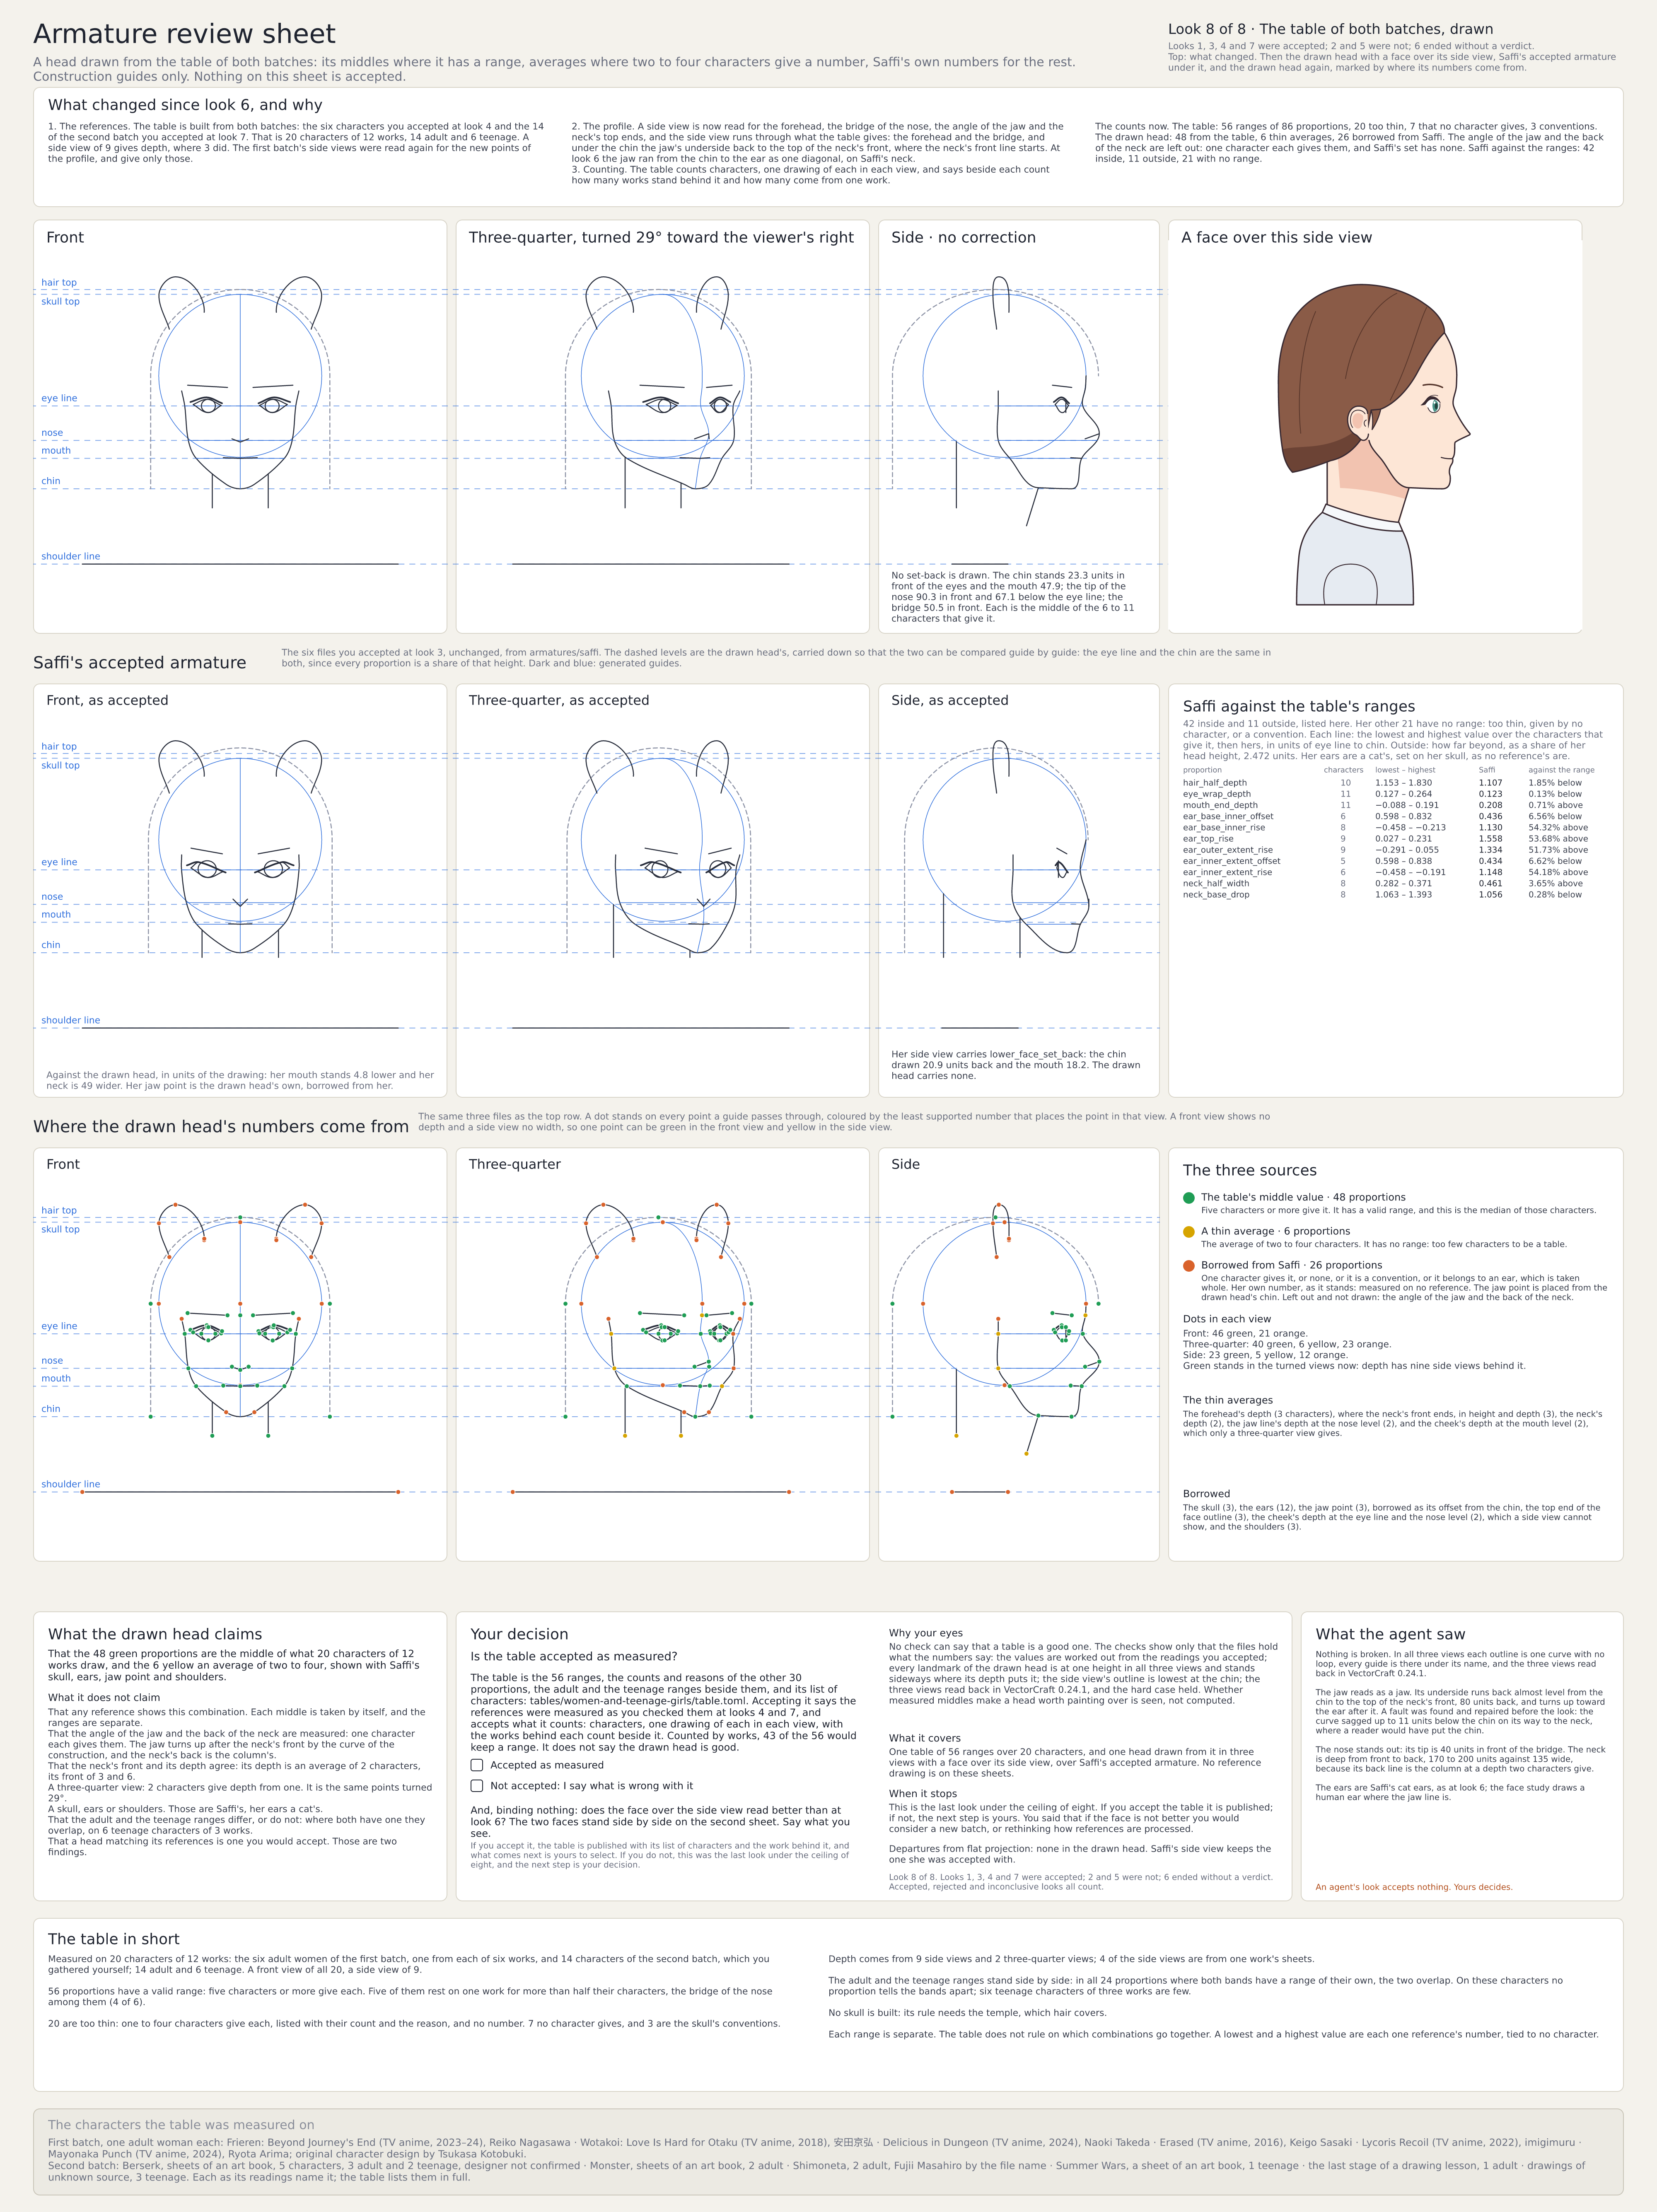 Armature review sheet
A head drawn from the table of both batches: its middles where it has a range, averages where two to four characters give a number, Saffi's own numbers for the rest.
Construction guides only. Nothing on this sheet is accepted.
Look 8 of 8 · The table of both batches, drawn
Looks 1, 3, 4 and 7 were accepted; 2 and 5 were not; 6 ended without a verdict.
Top: what changed. Then the drawn head with a face over its side view, Saffi's accepted armature
under it, and the drawn head again, marked by where its numbers come from.
What changed since look 6, and why
1. The references. The table is built from both batches: the six characters you accepted at look 4 and the 14
of the second batch you accepted at look 7. That is 20 characters of 12 works, 14 adult and 6 teenage. A
side view of 9 gives depth, where 3 did. The first batch's side views were read again for the new points of
the profile, and give only those.
2. The profile. A side view is now read for the forehead, the bridge of the nose, the angle of the jaw and the
neck's top ends, and the side view runs through what the table gives: the forehead and the bridge, and
under the chin the jaw's underside back to the top of the neck's front, where the neck's front line starts. At
look 6 the jaw ran from the chin to the ear as one diagonal, on Saffi's neck.
3. Counting. The table counts characters, one drawing of each in each view, and says beside each count
how many works stand behind it and how many come from one work.
The counts now. The table: 56 ranges of 86 proportions, 20 too thin, 7 that no character gives, 3 conventions.
The drawn head: 48 from the table, 6 thin averages, 26 borrowed from Saffi. The angle of the jaw and the back
of the neck are left out: one character each gives them, and Saffi's set has none. Saffi against the ranges: 42
inside, 11 outside, 21 with no range.
Front
Three-quarter, turned 29° toward the viewer's right
Side · no correction
A face over this side view
hair top
skull top
eye line
nose
mouth
chin
shoulder line
No set-back is drawn. The chin stands 23.3 units in
front of the eyes and the mouth 47.9; the tip of the
nose 90.3 in front and 67.1 below the eye line; the
bridge 50.5 in front. Each is the middle of the 6 to 11
characters that give it.
Saffi's accepted armature
The six files you accepted at look 3, unchanged, from armatures/saffi. The dashed levels are the drawn head's, carried down so that the two can be compared guide by guide: the eye line and the chin are the same in
both, since every proportion is a share of that height. Dark and blue: generated guides.
Front, as accepted
Three-quarter, as accepted
Side, as accepted
hair top
skull top
eye line
nose
mouth
chin
shoulder line
Against the drawn head, in units of the drawing: her mouth stands 4.8 lower and her
neck is 49 wider. Her jaw point is the drawn head's own, borrowed from her.
Her side view carries lower_face_set_back: the chin
drawn 20.9 units back and the mouth 18.2. The drawn
head carries none.
Saffi against the table's ranges
42 inside and 11 outside, listed here. Her other 21 have no range: too thin, given by no
character, or a convention. Each line: the lowest and highest value over the characters that
give it, then hers, in units of eye line to chin. Outside: how far beyond, as a share of her
head height, 2.472 units. Her ears are a cat's, set on her skull, as no reference's are.
proportion characters lowest – highest Saffi against the range
hair_half_depth 10 1.153 – 1.830 1.107 1.85% below
eye_wrap_depth 11 0.127 – 0.264 0.123 0.13% below
mouth_end_depth 11 −0.088 – 0.191 0.208 0.71% above
ear_base_inner_offset 6 0.598 – 0.832 0.436 6.56% below
ear_base_inner_rise 8 −0.458 – −0.213 1.130 54.32% above
ear_top_rise 9 0.027 – 0.231 1.558 53.68% above
ear_outer_extent_rise 9 −0.291 – 0.055 1.334 51.73% above
ear_inner_extent_offset 5 0.598 – 0.838 0.434 6.62% below
ear_inner_extent_rise 6 −0.458 – −0.191 1.148 54.18% above
neck_half_width 8 0.282 – 0.371 0.461 3.65% above
neck_base_drop 8 1.063 – 1.393 1.056 0.28% below
Where the drawn head's numbers come from
The same three files as the top row. A dot stands on every point a guide passes through, coloured by the least supported number that places the point in that view. A front view shows no
depth and a side view no width, so one point can be green in the front view and yellow in the side view.
Front
Three-quarter
Side
hair top
skull top
eye line
nose
mouth
chin
shoulder line
The three sources
The table's middle value · 48 proportions
Five characters or more give it. It has a valid range, and this is the median of those characters.
A thin average · 6 proportions
The average of two to four characters. It has no range: too few characters to be a table.
Borrowed from Saffi · 26 proportions
One character gives it, or none, or it is a convention, or it belongs to an ear, which is taken
whole. Her own number, as it stands: measured on no reference. The jaw point is placed from the
drawn head's chin. Left out and not drawn: the angle of the jaw and the back of the neck.
Dots in each view
Front: 46 green, 21 orange.
Three-quarter: 40 green, 6 yellow, 23 orange.
Side: 23 green, 5 yellow, 12 orange.
Green stands in the turned views now: depth has nine side views behind it.
The thin averages
The forehead's depth (3 characters), where the neck's front ends, in height and depth (3), the neck's
depth (2), the jaw line's depth at the nose level (2), and the cheek's depth at the mouth level (2),
which only a three-quarter view gives.
Borrowed
The skull (3), the ears (12), the jaw point (3), borrowed as its offset from the chin, the top end of the
face outline (3), the cheek's depth at the eye line and the nose level (2), which a side view cannot
show, and the shoulders (3).
What the drawn head claims
That the 48 green proportions are the middle of what 20 characters of 12
works draw, and the 6 yellow an average of two to four, shown with Saffi's
skull, ears, jaw point and shoulders.
What it does not claim
That any reference shows this combination. Each middle is taken by itself, and the
ranges are separate.
That the angle of the jaw and the back of the neck are measured: one character
each gives them. The jaw turns up after the neck's front by the curve of the
construction, and the neck's back is the column's.
That the neck's front and its depth agree: its depth is an average of 2 characters,
its front of 3 and 6.
A three-quarter view: 2 characters give depth from one. It is the same points turned
29°.
A skull, ears or shoulders. Those are Saffi's, her ears a cat's.
That the adult and the teenage ranges differ, or do not: where both have one they
overlap, on 6 teenage characters of 3 works.
That a head matching its references is one you would accept. Those are two
findings.
Your decision
Is the table accepted as measured?
The table is the 56 ranges, the counts and reasons of the other 30
proportions, the adult and the teenage ranges beside them, and its list of
characters: tables/women-and-teenage-girls/table.toml. Accepting it says the
references were measured as you checked them at looks 4 and 7, and
accepts what it counts: characters, one drawing of each in each view, with
the works behind each count beside it. Counted by works, 43 of the 56 would
keep a range. It does not say the drawn head is good.
Accepted as measured
Not accepted: I say what is wrong with it
And, binding nothing: does the face over the side view read better than at
look 6? The two faces stand side by side on the second sheet. Say what you
see.
If you accept it, the table is published with its list of characters and the work behind it, and
what comes next is yours to select. If you do not, this was the last look under the ceiling of
eight, and the next step is your decision.
Why your eyes
No check can say that a table is a good one. The checks show only that the files hold
what the numbers say: the values are worked out from the readings you accepted;
every landmark of the drawn head is at one height in all three views and stands
sideways where its depth puts it; the side view's outline is lowest at the chin; the
three views read back in VectorCraft 0.24.1, and the hard case held. Whether
measured middles make a head worth painting over is seen, not computed.
What it covers
One table of 56 ranges over 20 characters, and one head drawn from it in three
views with a face over its side view, over Saffi's accepted armature. No reference
drawing is on these sheets.
When it stops
This is the last look under the ceiling of eight. If you accept the table it is published;
if not, the next step is yours. You said that if the face is not better you would
consider a new batch, or rethinking how references are processed.
Departures from flat projection: none in the drawn head. Saffi's side view keeps the
one she was accepted with.
Look 8 of 8. Looks 1, 3, 4 and 7 were accepted; 2 and 5 were not; 6 ended without a verdict.
Accepted, rejected and inconclusive looks all count.
What the agent saw
Nothing is broken. In all three views each outline is one curve with no
loop, every guide is there under its name, and the three views read
back in VectorCraft 0.24.1.
The jaw reads as a jaw. Its underside runs back almost level from the
chin to the top of the neck's front, 80 units back, and turns up toward
the ear after it. A fault was found and repaired before the look: the
curve sagged up to 11 units below the chin on its way to the neck,
where a reader would have put the chin.
The nose stands out: its tip is 40 units in front of the bridge. The neck
is deep from front to back, 170 to 200 units against 135 wide,
because its back line is the column at a depth two characters give.
The ears are Saffi's cat ears, as at look 6; the face study draws a
human ear where the jaw line is.
An agent's look accepts nothing. Yours decides.
The table in short
Measured on 20 characters of 12 works: the six adult women of the first batch, one from each of six works, and 14 characters of the second batch, which you
gathered yourself; 14 adult and 6 teenage. A front view of all 20, a side view of 9.
56 proportions have a valid range: five characters or more give each. Five of them rest on one work for more than half their characters, the bridge of the nose
among them (4 of 6).
20 are too thin: one to four characters give each, listed with their count and the reason, and no number. 7 no character gives, and 3 are the skull's conventions.
Depth comes from 9 side views and 2 three-quarter views; 4 of the side views are from one work's sheets.
The adult and the teenage ranges stand side by side: in all 24 proportions where both bands have a range of their own, the two overlap. On these characters no
proportion tells the bands apart; six teenage characters of three works are few.
No skull is built: its rule needs the temple, which hair covers.
Each range is separate. The table does not rule on which combinations go together. A lowest and a highest value are each one reference's number, tied to no character.
The characters the table was measured on
First batch, one adult woman each: Frieren: Beyond Journey's End (TV anime, 2023–24), Reiko Nagasawa · Wotakoi: Love Is Hard for Otaku (TV anime, 2018), 安田京弘 · Delicious in Dungeon (TV anime, 2024), Naoki Takeda · Erased (TV anime, 2016), Keigo Sasaki · Lycoris Recoil (TV anime, 2022), imigimuru ·
Mayonaka Punch (TV anime, 2024), Ryota Arima; original character design by Tsukasa Kotobuki.
Second batch: Berserk, sheets of an art book, 5 characters, 3 adult and 2 teenage, designer not confirmed · Monster, sheets of an art book, 2 adult · Shimoneta, 2 adult, Fujii Masahiro by the file name · Summer Wars, a sheet of an art book, 1 teenage · the last stage of a drawing lesson, 1 adult · drawings of
unknown source, 3 teenage. Each as its readings name it; the table lists them in full.